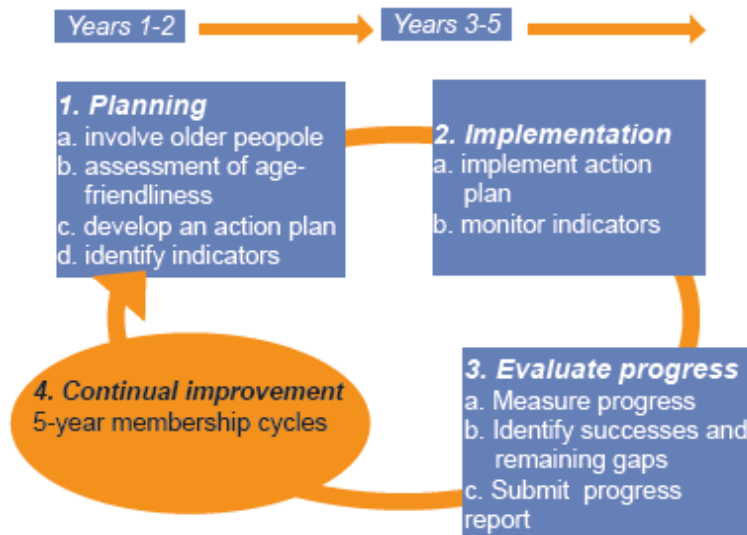 Years 1-2
Years 3-5
1. Planning
a. involve older peopole
b. assessment of age-
friendliness
c. develop an action plan
d. identify indicators
2. Implementation
a. implement action
plan
b. monitor indicators
3. Evaluate progress
a. Measure progress
b. Identify successes and
remaining gaps
c. Submit progress
report
4. Continual improvement
5-year membership cycles